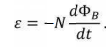 ε = −N dΦ_B/dt.